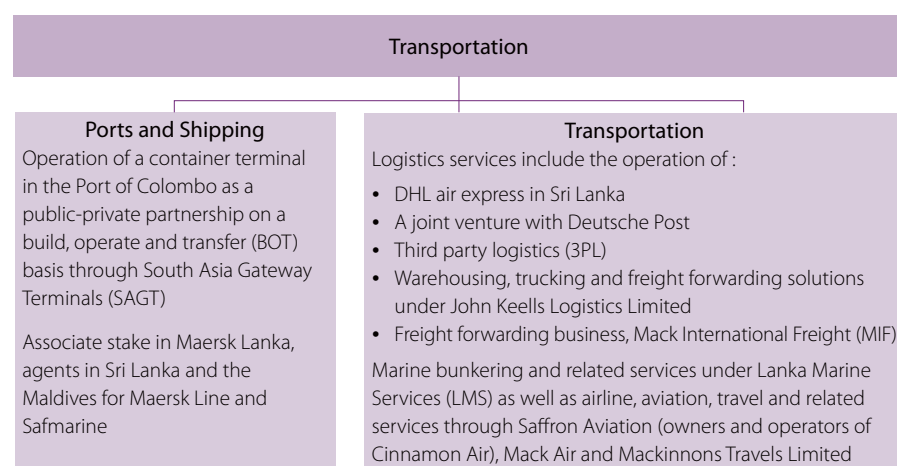 Transportation
Ports and Shipping
Operation of a container terminal
in the Port of Colombo as a
public-private partnership on a
build, operate and transfer (BOT)
basis through South Asia Gateway
Terminals (SAGT)
Associate stake in Maersk Lanka,
agents in Sri Lanka and the
Maldives for Maersk Line and
Safmarine
Transportation
Logistics services include the operation of :
• DHL air express in Sri Lanka
• A joint venture with Deutsche Post
• Third party logistics (3PL)
• Warehousing, trucking and freight forwarding solutions
under John Keells Logistics Limited
• Freight forwarding business, Mack International Freight (MIF)
Marine bunkering and related services under Lanka Marine
Services (LMS) as well as airline, aviation, travel and related
services through Saffron Aviation (owners and operators of
Cinnamon Air), Mack Air and Mackinnons Travels Limited